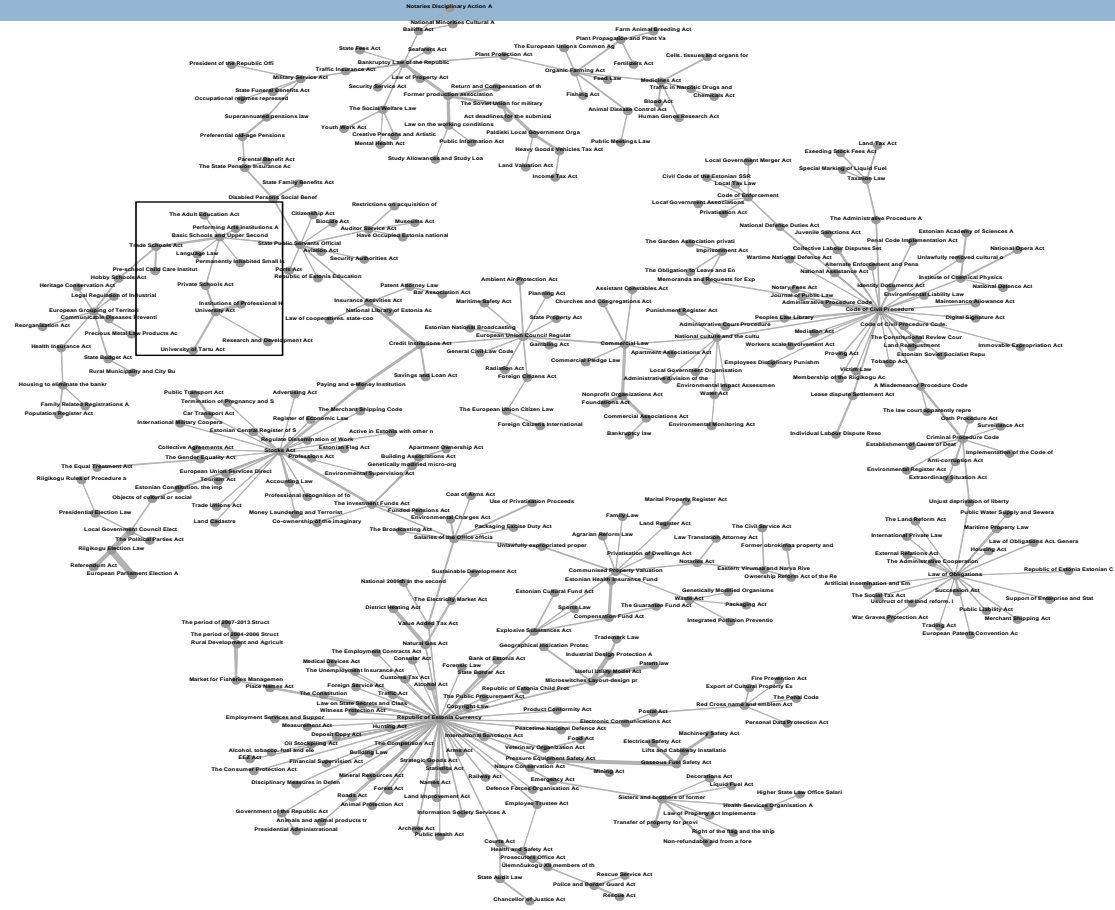 Notaries Disciplinary Action A
National Minorities Cultural A
Bailiffs Act
State Fees Act
Seafarers Act
The European Unions Common Ag
Farm Animal Breeding Act
Plant Propagation and Plant Va
Plant Protection Act
Cells. tissues and organs for
President of the Republic Offi
Bankruptcy Law of the Republic
Fertilizers Act
Traffic Insurance Act
Organic Farming Act
Military Service Act
Law of Property Act
Feed Law
Medicines Act
Security Service Act
Return and Compensation of th
Traffic in Narcotic Drugs and
State Funeral Benefits Act
Former production association
Fishing Act
Chemicals Act
Occupational regimes repressed
The Soviet Union for military
Blood Act
The Social Welfare Law
Animal Disease Control Act
Superannuated pensions law
Act deadlines for the submissi
Human Genes Research Act
Youth Work Act
Law on the working conditions
Creative Persons and Artistic
Paldiski Local Government Orga
Preferential old-age Pensions
Mental Health Act
Public Information Act
Public Meetings Law
Land Tax Act
Heavy Goods Vehicles Tax Act
Exeeding Stock Fees Act
Parental Benefit Act
Study Allowances and Study Loa
Local Government Merger Act
The State Pension Insurance Ac
Land Valuation Act
Special Marking of Liquid Fuel
Income Tax Act
Civil Code of the Estonian SSR
Taxation Law
State Family Benefits Act
Local Tax Law
Disabled Persons Social Benef
Code of Enforcement
Restrictions on acquisition of
Local Government Associations
The Adult Education Act
Citizenship Act
Privatisation Act
Biocide Act
Museums Act
The Administrative Procedure A
Performing Arts Institutions A
Auditor Service Act
National Defence Duties Act
Basic Schools and Upper Second
Have Occupied Estonia national
Juvenile Sanctions Act
Estonian Academy of Sciences A
Trade Schools Act
State Public Servants Official
The Garden Association privati
Collective Labour Disputes Set
Penal Code Implementation Act
Language Law
Aviation Act
Imprisonment Act
Wartime National Defence Act
National Opera Act
Permanently Inhabited Small Is
Security Authorities Act
Alternate Enforcement and Pena
Unlawfully removed cultural o
Pre-school Child Care Institut
Ports Act
The Obligation To Leave and En
National Assistance Act
Hobby Schools Act
Republic of Estonia Education
Memoranda and Requests for Exp
Institute of Chemical Physics
Heritage Conservation Act
Private Schools Act
Patent Attorney Law
Ambient Air Protection Act
Notary Fees Act
Identity Documents Act
National Defence Act
Legal Regulation of Industrial
Bar Association Act
Planning Act
Assistant Constables Act
Journal of Public Law
Environmental Liability Law
Institutions of Professional H
Insurance Activities Act
Maritime Safety Act
Churches and Congregations Act
Administrative Procedure Code
Maintenance Allowance Act
European Grouping of Territori
University Act
National Library of Estonia Ac
Punishment Register Act
Code of Civil Procedure
Communicable Diseases Preventi
Law of cooperatives. state-coo
State Property Act
Peoples Law Library
Digital Signature Act
Reorganisation Act
Estonian National Broadcasting
Administrative Court Procedure
Code of Civil Procedure Code.
Precious Metal Law Products Ac
European Union Council Regulat
National culture and the cultu
Mediation Act
The Constitutional Review Cour
Research and Development Act
Credit Institutions Act
Gambling Act
Commercial Law
Workers scale Involvement Act
Land Readjustment
Immovable Expropriation Act
Health Insurance Act
University of Tartu Act
General Civil Law Code
Apartment Associations Act
Proving Act
Estonian Soviet Socialist Repu
State Budget Act
Commercial Pledge Law
Employees Disciplinary Punishm
Tobacco Act
Rural Municipality and City Bu
Radiation Act
Local Government Organisation
Victim Law
Savings and Loan Act
Foreign Citizens Act
Administrative division of the
Membership of the Riigikogu Ac
Housing to eliminate the bankr
Paying and e-Money Institution
Environmental Impact Assessmen
A Misdemeanor Procedure Code
Public Transport Act
Advertising Act
Nonprofit Organizations Act
Water Act
Lease dispute Settlement Act
Termination of Pregnancy and S
Foundations Act
Family Related Registrations A
The Merchant Shipping Code
The European Union Citizen Law
The law court apparently repre
Population Register Act
Car Transport Act
Commercial Associations Act
Register of Economic Law
Oath Procedure Act
International Military Coopera
Foreign Citizens International
Environmental Monitoring Act
Surveillance Act
Estonian Central Register of S
Active in Estonia with other n
Bankruptcy law
Individual Labour Dispute Reso
Criminal Procedure Code
Regulate Dissemination of Work
Establishment of Cause of Deat
Collective Agreements Act
Estonian Flag Act
Apartment Ownership Act
Implementation of the Code of
Stocks Act
The Gender Equality Act
Professions Act
Building Associations Act
Anti-corruption Act
The Equal Treatment Act
Genetically modified micro-org
Environmental Register Act
European Union Services Direct
Environmental Supervision Act
Extraordinary Situation Act
Riigikogu Rules of Procedure a
Tourism Act
Accounting Law
Estonian Constitution. the imp
Objects of cultural or social
Professional recognition of fo
Coat of Arms Act
Marital Property Register Act
Trade Unions Act
The Investment Funds Act
Use of Privatisation Proceeds
Unjust deprivation of liberty
Presidential Election Law
Money Laundering and Terrorist
Funded Pensions Act
Public Water Supply and Sewera
Land Cadastre
Co-ownership of the imaginary
Environmental Charges Act
Family Law
The Land Reform Act
Local Government Council Elect
The Broadcasting Act
Packaging Excise Duty Act
Land Register Act
The Civil Service Act
Maritime Property Law
The Political Parties Act
Salaries of the Office officia
Agrarian Reform Law
Law Translation Attorney Act
International Private Law
Riigikogu Election Law
Unlawfully expropriated proper
Former obrokimaa property and
Law of Obligations Act. Genera
Privatisation of Dwellings Act
External Relations Act
Housing Act
Referendum Act
Notaries Act
The Administrative Cooperation
European Parliament Election A
Sustainable Development Act
Communised Property Valuation
Eastern Virumaa and Narva Rive
Law of Obligations
Republic of Estonia Estonian C
National 2000th in the second
Estonian Health Insurance Fund
Ownership Reform Act of the Re
Artificial Insemination and Em
Estonian Cultural Fund Act
Genetically Modified Organisms
Succession Act
The Electricity Market Act
Waste Act
The Social Tax Act
Support of Enterprise and Stat
District Heating Act
Sports Law
The Guarantee Fund Act
Packaging Act
Usufruct of the land reform. l
Public Liability Act
Compensation Fund Act
War Graves Protection Act
Merchant Shipping Act
The period of 2007-2013 Struct
Value Added Tax Act
Integrated Pollution Preventio
Trading Act
The period of 2004-2006 Struct
Explosive Substances Act
European Patents Convention Ac
Rural Development and Agricult
Natural Gas Act
Trademark Law
The Employment Contracts Act
Geographical Indication Protec
Industrial Design Protection A
Medical Devices Act
Consular Act
Bank of Estonia Act
Forensic Law
Patent law
The Unemployment Insurance Act
State Border Act
Useful Utility Model Act
Market for Fisheries Managemen
Customs Tax Act
Microswitches Layout-design pr
Fire Prevention Act
Place Names Act
Foreign Service Act
Alcohol Act
Republic of Estonia Child Prot
Export of Cultural Property Ex
The Constitution
Traffic Act
The Public Procurement Act
The Penal Code
Law on State Secrets and Class
Copyright Law
Red Cross name and emblem Act
Witness Protection Act
Product Conformity Act
Postal Act
Employment Services and Suppor
Republic of Estonia Currency
Electronic Communications Act
Personal Data Protection Act
Measurement Act
Hunting Act
Peacetime National Defence Act
Deposit Copy Act
International Sanctions Act
Food Act
Machinery Safety Act
Oil Stockpiling Act
The Competition Act
Electrical Safety Act
Alcohol. tobacco. fuel and ele
Building Law
Arms Act
Veterinary Organization Act
Lifts and Cableway Installatio
EEZ Act
Financial Supervision Act
Strategic Goods Act
Pressure Equipment Safety Act
Gaseous Fuel Safety Act
The Consumer Protection Act
Statistics Act
Nature Conservation Act
Mining Act
Mineral Resources Act
Railway Act
Decorations Act
Disciplinary Measures in Defen
Names Act
Emergency Act
Liquid Fuel Act
Forest Act
Defence Forces Organisation Ac
Higher State Law Office Salari
Roads Act
Land Improvement Act
Sisters and brothers of former
Animal Protection Act
Employee Trustee Act
Health Services Organisation A
Government of the Republic Act
Information Society Services A
Law of Property Act Implementa
Animals and animal products tr
Transfer of property for provi
Presidential Administrational
Archives Act
Right of the flag and the ship
Public Health Act
Courts Act
Non-refundable aid from a fore
Health and Safety Act
Prosecutors Office Act
Ülemnõukogu XII members of th
State Audit Law
Rescue Service Act
Police and Border Guard Act
Rescue Act
Chancellor of Justice Act